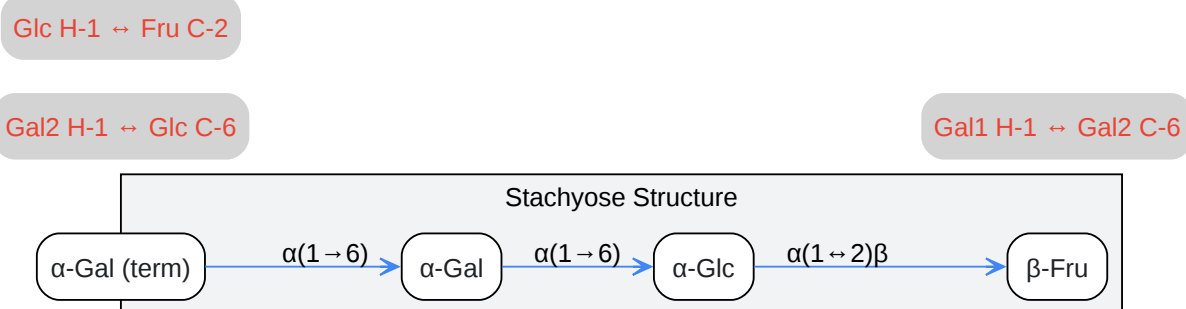 Glc H-1 ↔ Fru C-2
Gal2 H-1 ↔ Glc C-6
Gal1 H-1 ↔ Gal2 C-6
Stachyose Structure
α-Gal (term)
α(1→6)
α-Gal
α(1→6)
α-Glc
α(1↔2)β
β-Fru